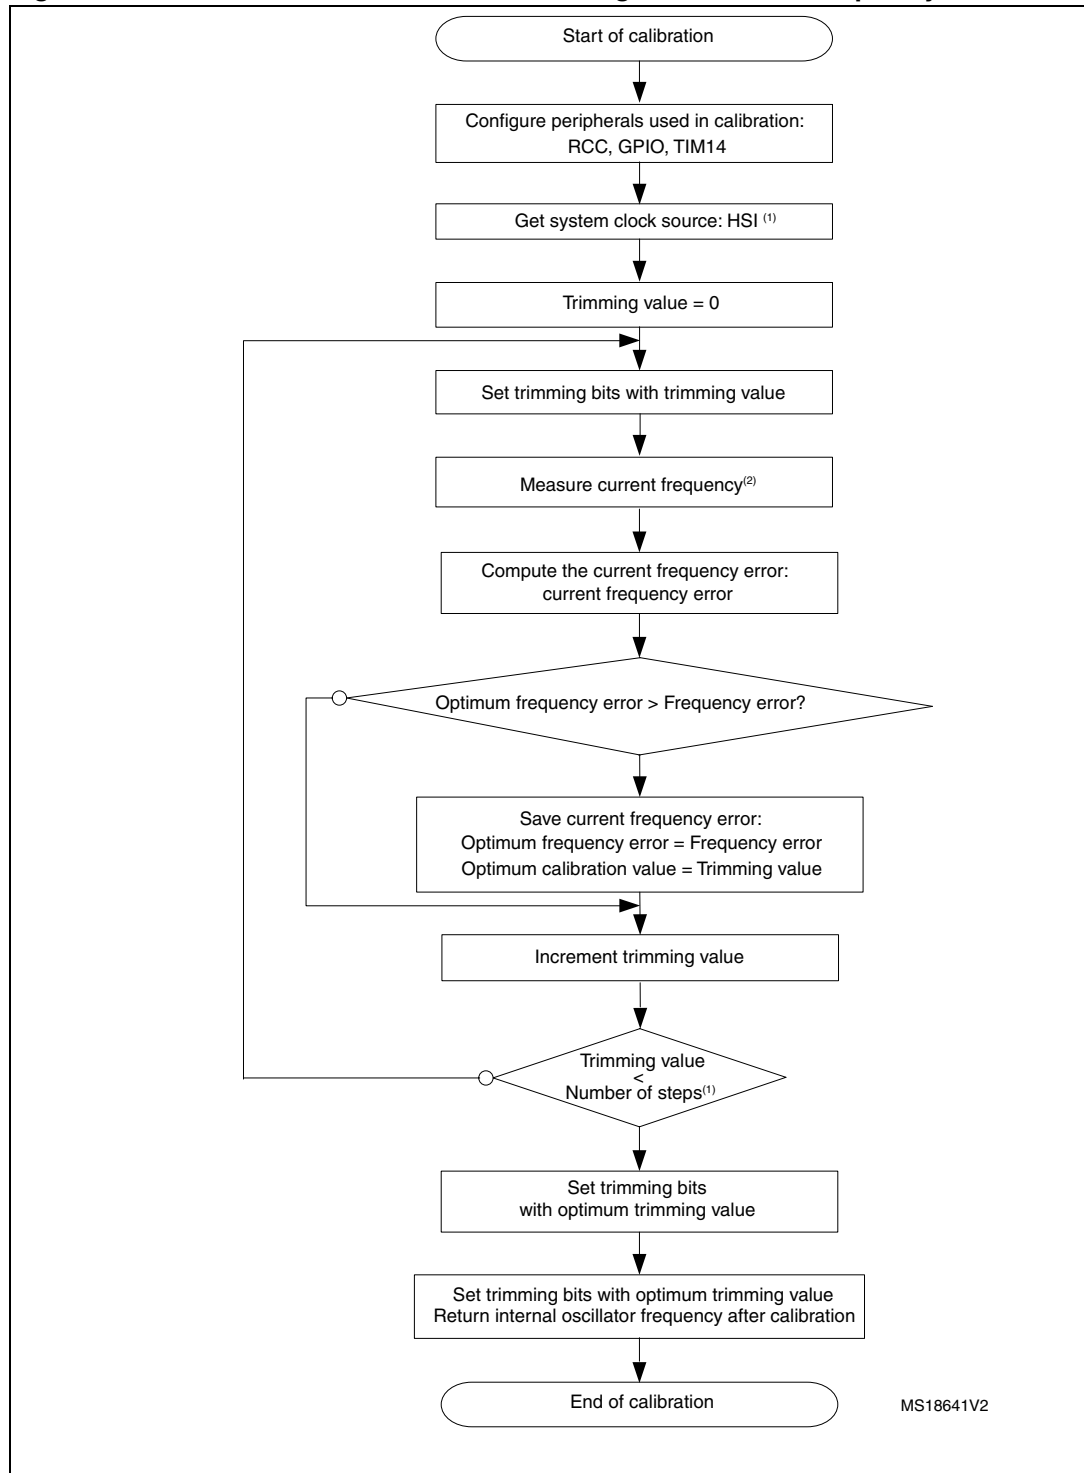 Start of calibration
Configure peripherals used in calibration:
RCC, GPIO, TIM14
Get system clock source: HSI (1)
Trimming value = 0
Set trimming bits with trimming value
Measure current frequency(2)
Compute the current frequency error:
current frequency error
Optimum frequency error > Frequency error?
Save current frequency error:
Optimum frequency error = Frequency error
Optimum calibration value = Trimming value
Increment trimming value
Trimming value
<
Number of steps(1)
Set trimming bits
with optimum trimming value
Set trimming bits with optimum trimming value
Return internal oscillator frequency after calibration
End of calibration
MS18641V2